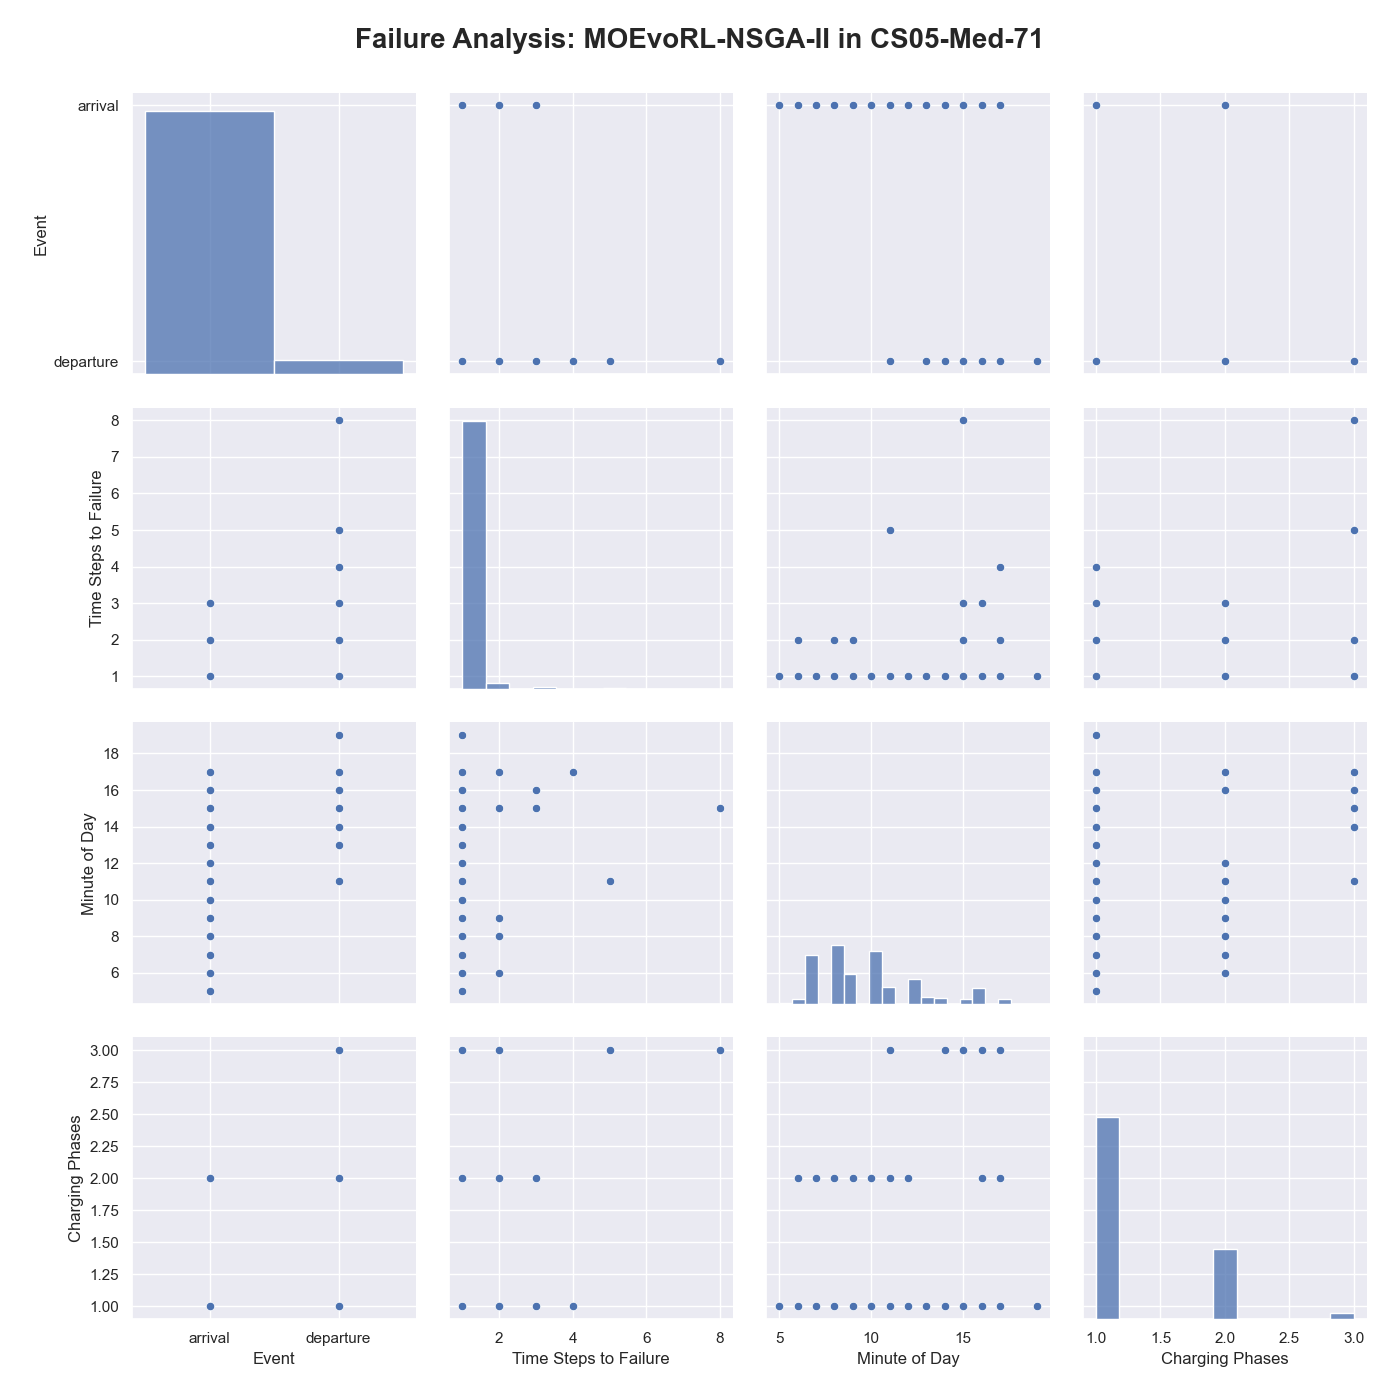 Failure Analysis: MOEvoRL-NSGA-II in CS05-Med-71
arrival
Event
departure
8
7
6
5
4
3
2
1
Time Steps to Failure
18
16
14
12
10
8
6
Minute of Day
3.00
2.75
2.50
2.25
2.00
1.75
1.50
1.25
1.00
Charging Phases
arrival departure 2 4 6 8 5 10 15 1.0 1.5 2.0 2.5 3.0
Event Time Steps to Failure Minute of Day Charging Phases